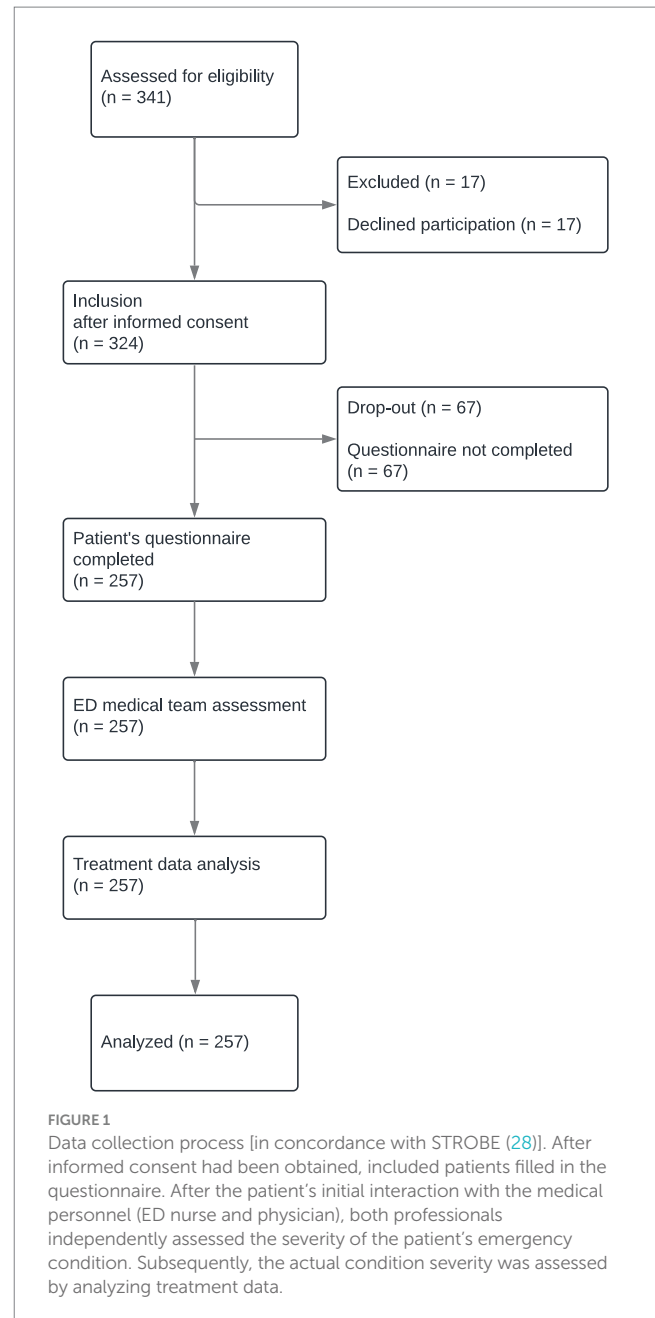 Assessed for eligibility
(n = 341)
Excluded (n = 17)
Declined participation (n = 17)
Inclusion
after informed consent
(n = 324)
Drop-out (n = 67)
Questionnaire not completed
(n = 67)
Patient's questionnaire
completed
(n = 257)
ED medical team assessment
(n = 257)
Treatment data analysis
(n = 257)
Analyzed (n = 257)
FIGURE 1
Data collection process [in concordance with STROBE (28)]. After
informed consent had been obtained, included patients filled in the
questionnaire. After the patient’s initial interaction with the medical
personnel (ED nurse and physician), both professionals
independently assessed the severity of the patient’s emergency
condition. Subsequently, the actual condition severity was assessed
by analyzing treatment data.